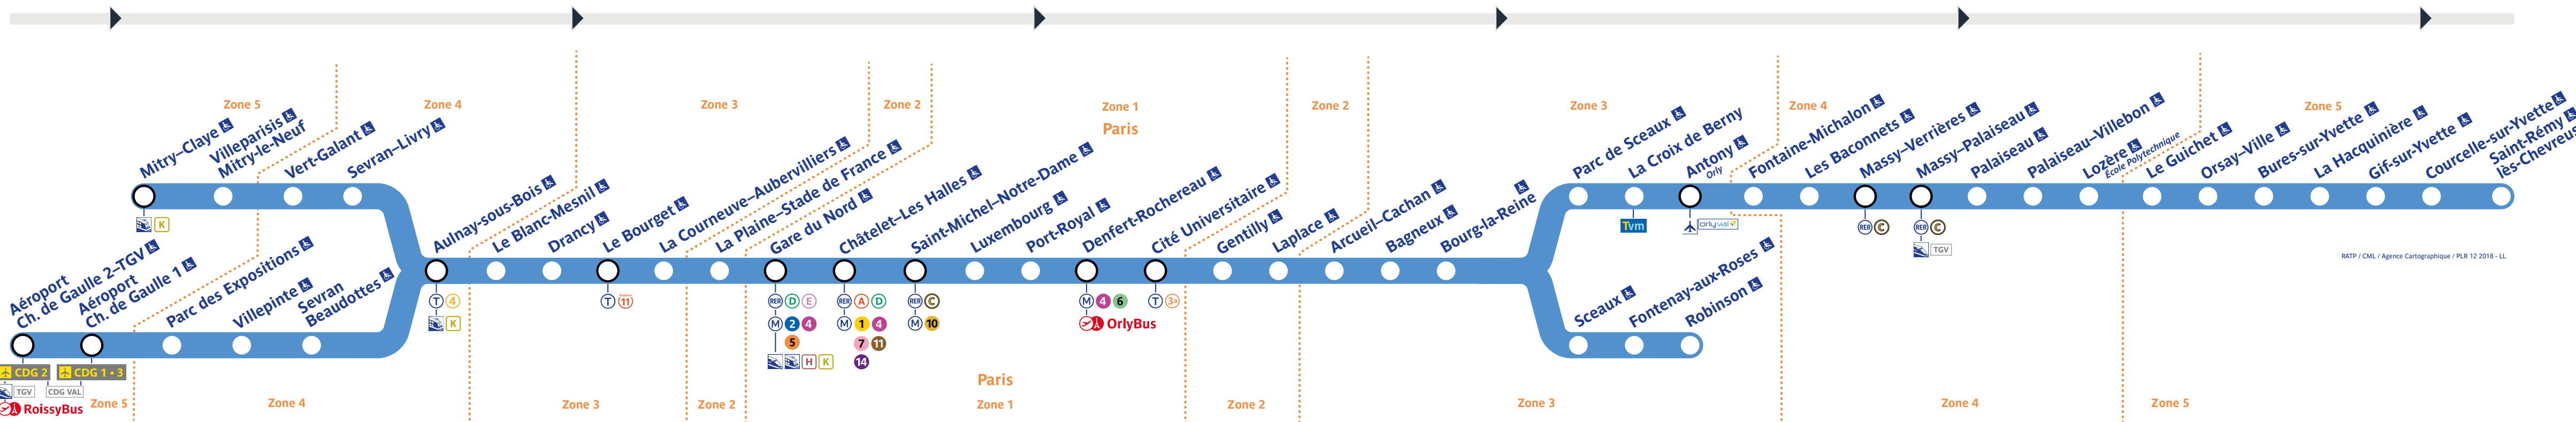 Zone 5
Zone 4
Zone 3
Zone 2
Zone 1
Paris
Zone 2
Zone 3
Zone 4
Zone 5
Mitry–Claye
Villeparisis
Mitry-le-Neuf
Vert-Galant
Sevran–Livry
K
Aéroport
Ch. de Gaulle 2–TGV
Aéroport
Ch. de Gaulle 1
Parc des Expositions
Villepinte
Sevran
Beaudottes
CDG 2
CDG 1 • 3
TGV
CDG VAL
RoissyBus
Aulnay-sous-Bois
T 4
K
Le Blanc-Mesnil
Drancy
Le Bourget
T 11
La Courneuve–Aubervilliers
La Plaine–Stade de France
Gare du Nord
RER D E
M 2 4
5
H K
Châtelet–Les Halles
RER A D
M 1 4
7 11
14
Saint-Michel–Notre-Dame
RER C
M 10
Luxembourg
Port-Royal
Denfert-Rochereau
M 4 6
OrlyBus
Cité Universitaire
T 3a
Gentilly
Laplace
Arcueil–Cachan
Bagneux
Bourg-la-Reine
Parc de Sceaux
La Croix de Berny
Tvm
Antony
Orly
orlyval
Fontaine-Michalon
Les Baconnets
Massy–Verrières
RER C
Massy–Palaiseau
RER C
TGV
Palaiseau
Palaiseau–Villebon
Lozère
École Polytechnique
Le Guichet
Orsay–Ville
Bures-sur-Yvette
La Hacquinière
Gif-sur-Yvette
Courcelle-sur-Yvette
Saint-Rémy
lès-Chevreus
Sceaux
Fontenay-aux-Roses
Robinson
RATP / CML / Agence Cartographique / PLR 12 2018 - LL
Zone 5
Zone 4
Zone 3
Zone 2
Paris
Zone 1
Zone 2
Zone 3
Zone 4
Zone 5